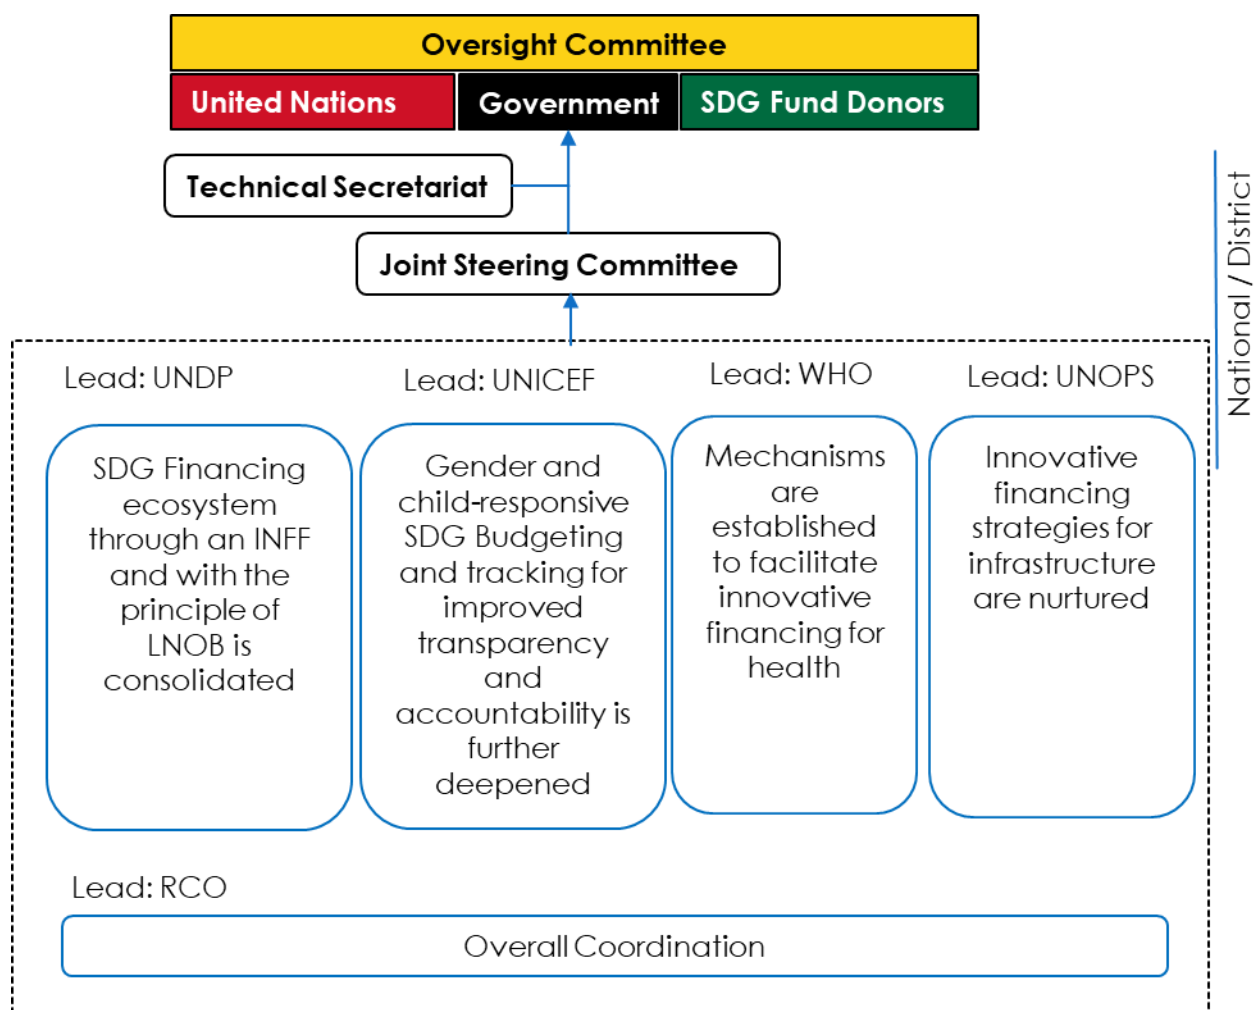 Oversight Committee
United Nations
Government
SDG Fund Donors
Technical Secretariat
Joint Steering Committee
National / District
Lead: UNDP
SDG Financing
ecosystem
through an INFF
and with the
principle of
LNOB is
consolidated
Lead: UNICEF
Gender and
child-responsive
SDG Budgeting
and tracking for
improved
transparency
and
accountability is
further
deepened
Lead: WHO
Mechanisms
are
established
to facilitate
innovative
financing for
health
Lead: UNOPS
Innovative
financing
strategies for
infrastructure
are nurtured
Lead: RCO
Overall Coordination